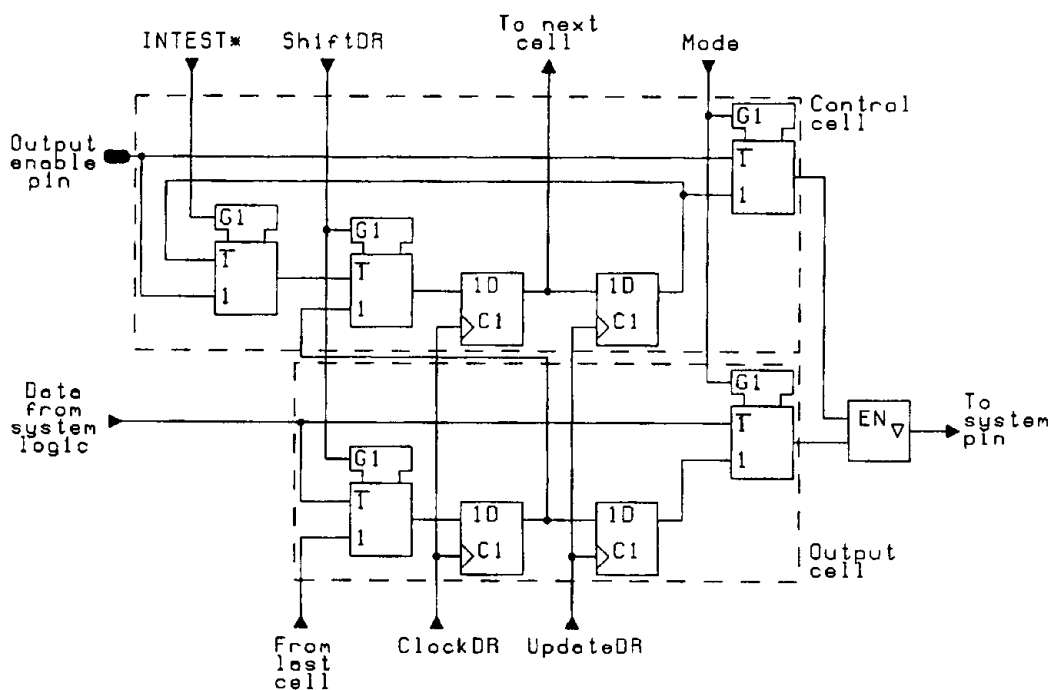 INTEST*
ShiftDR
To next
cell
Mode
G1
Control
cell
Output
enable
pin
T
1
G1
G1
T
1
T
1
1D
C1
1D
C1
Data
from
system
logic
G1
T
1
EN
To
system
pin
G1
T
1
1D
C1
1D
C1
Output
cell
From
last
cell
ClockDR
UpdateDR